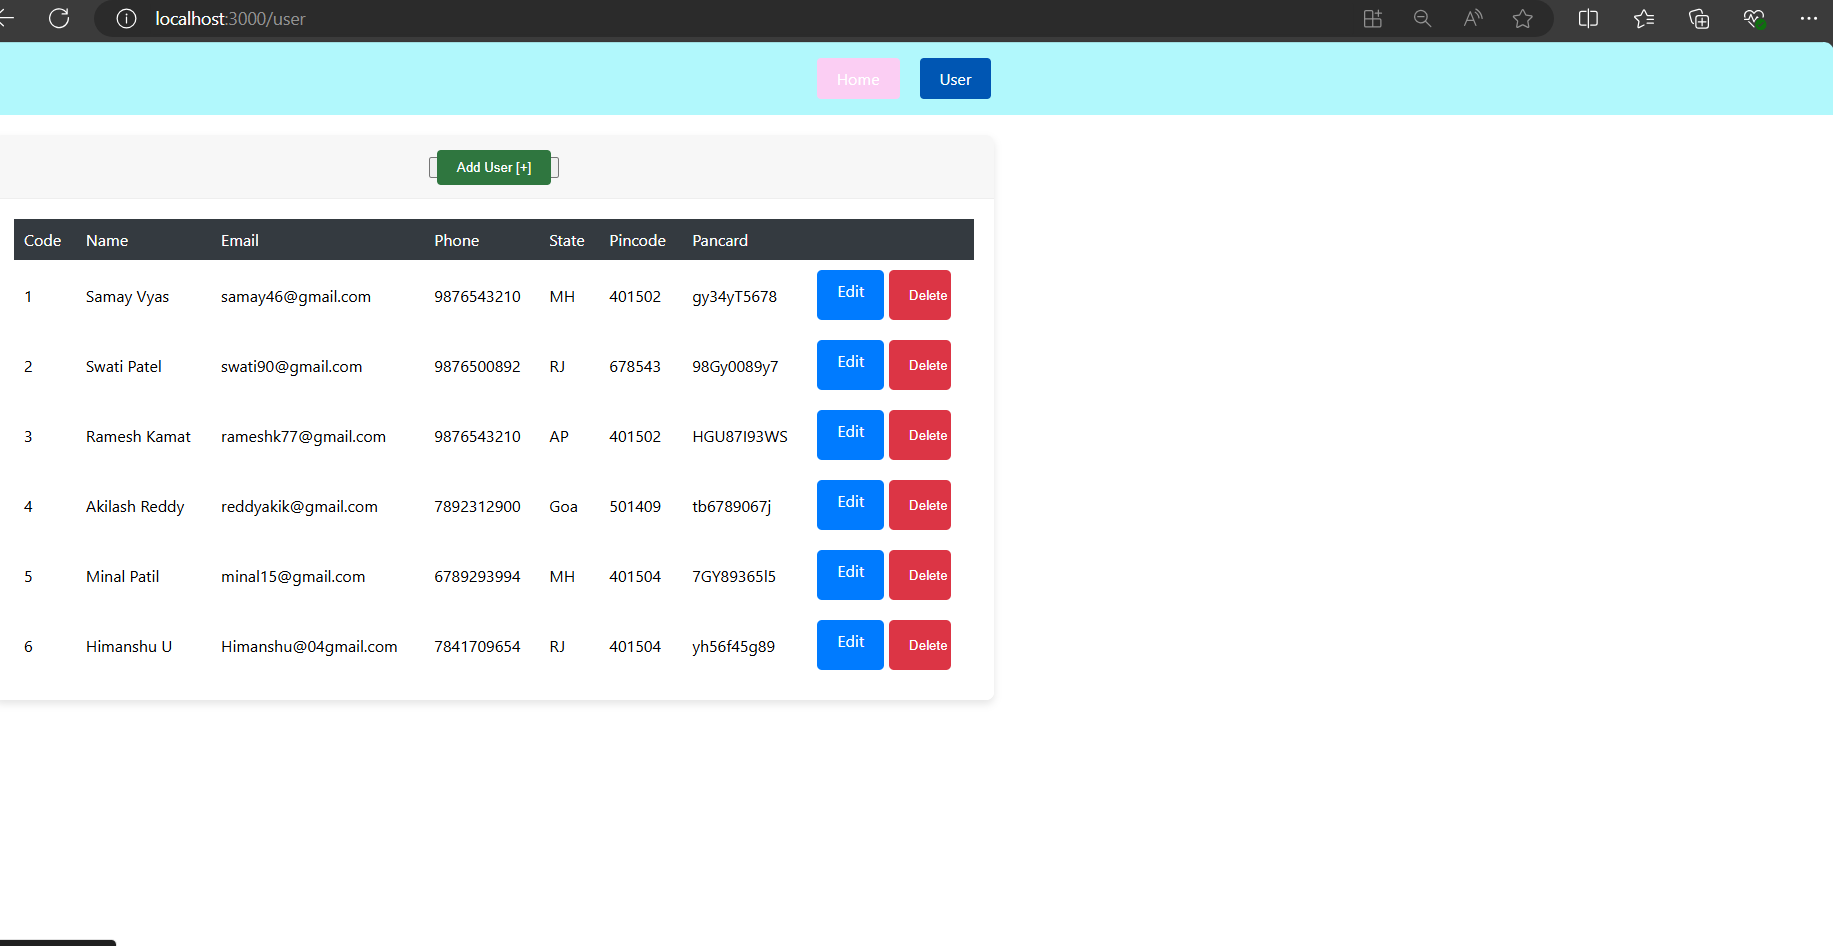 localhost:3000/user
Home User
Add User [+]
Code Name Email Phone State Pincode Pancard
1 Samay Vyas samay46@gmail.com 9876543210 MH 401502 gy34yT5678 Edit Delete
2 Swati Patel swati90@gmail.com 9876500892 RJ 678543 98Gy0089y7 Edit Delete
3 Ramesh Kamat rameshk77@gmail.com 9876543210 AP 401502 HGU87I93WS Edit Delete
4 Akilash Reddy reddyakik@gmail.com 7892312900 Goa 501409 tb6789067j Edit Delete
5 Minal Patil minal15@gmail.com 6789293994 MH 401504 7GY89365l5 Edit Delete
6 Himanshu U Himanshu@04gmail.com 7841709654 RJ 401504 yh56f45g89 Edit Delete